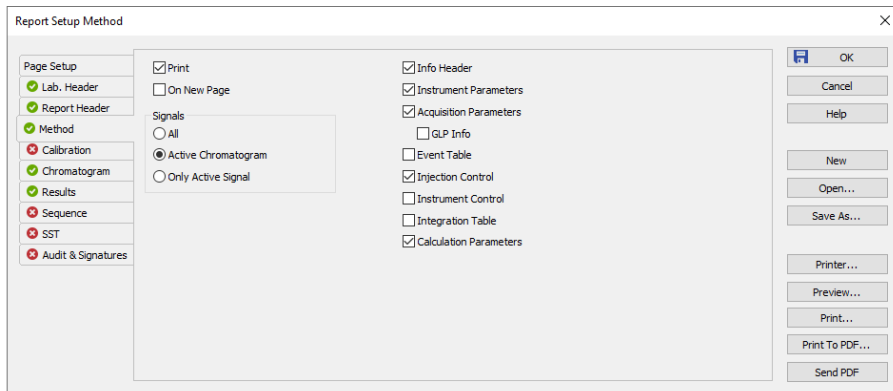 Report Setup Method
Page Setup
Lab. Header
Report Header
Method
Calibration
Chromatogram
Results
Sequence
SST
Audit & Signatures
Print
On New Page
Signals
All
Active Chromatogram
Only Active Signal
Info Header
Instrument Parameters
Acquisition Parameters
GLP Info
Event Table
Injection Control
Instrument Control
Integration Table
Calculation Parameters
OK
Cancel
Help
New
Open...
Save As...
Printer...
Preview...
Print...
Print To PDF...
Send PDF